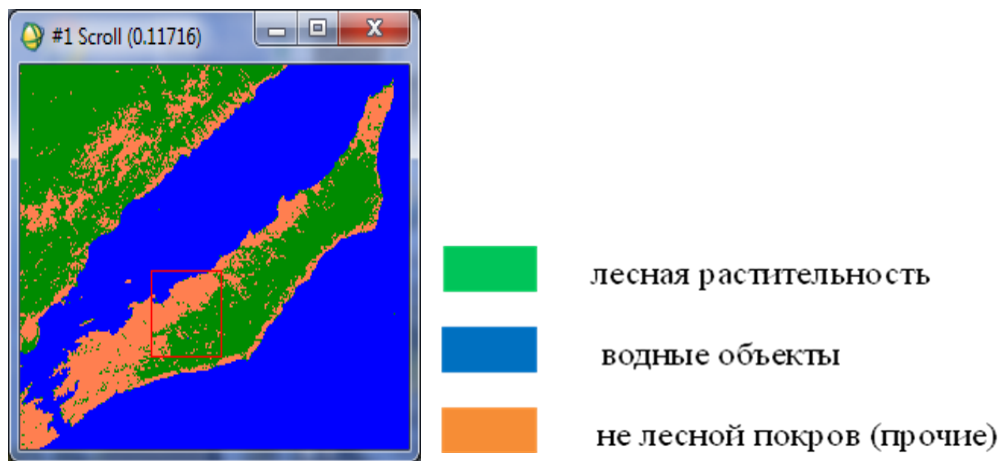 #1 Scroll (0.11716)
лесная растительность
водные объекты
не лесной покров (прочие)